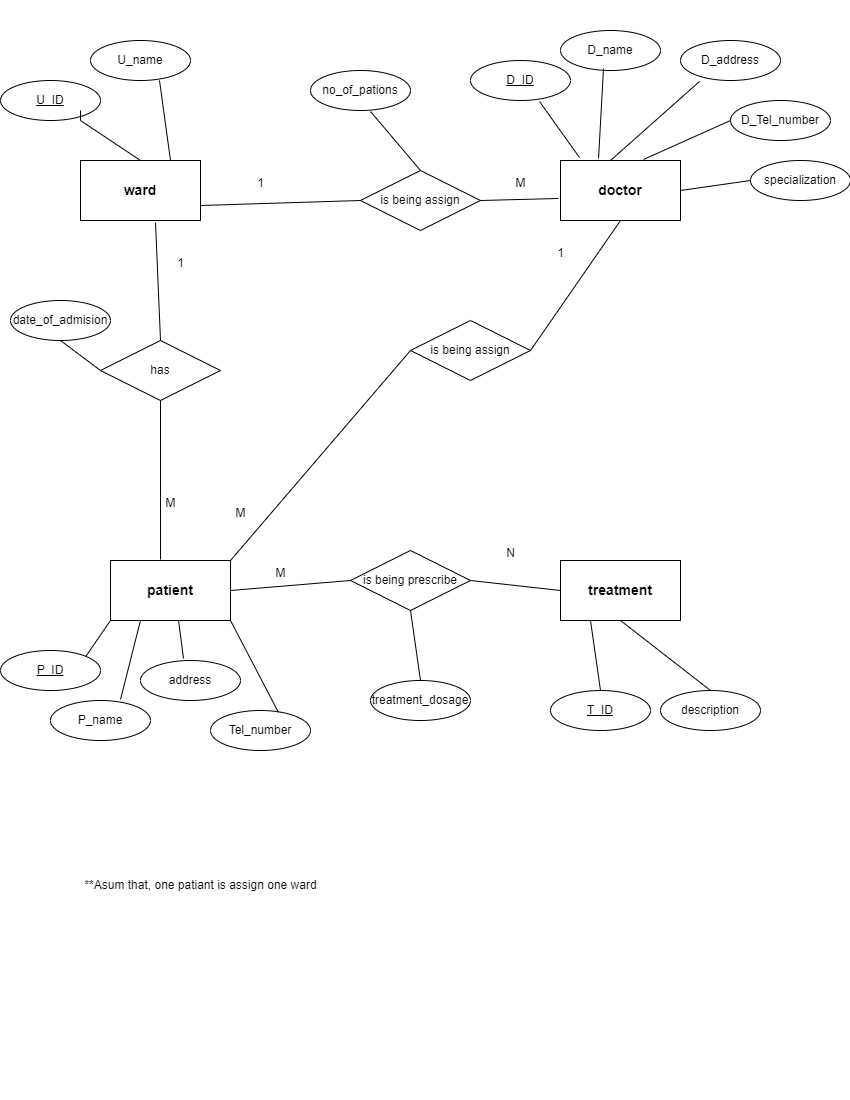 D_name
U_name
D_address
D_ID
no_of_pations
U_ID
D_Tel_number
1
M
specialization
ward
is being assign
doctor
1
1
date_of_admision
is being assign
has
M
M
N
M
is being prescribe
patient
treatment
P_ID
address
treatment_dosage
T_ID
description
P_name
Tel_number
**Asum that, one patiant is assign one ward